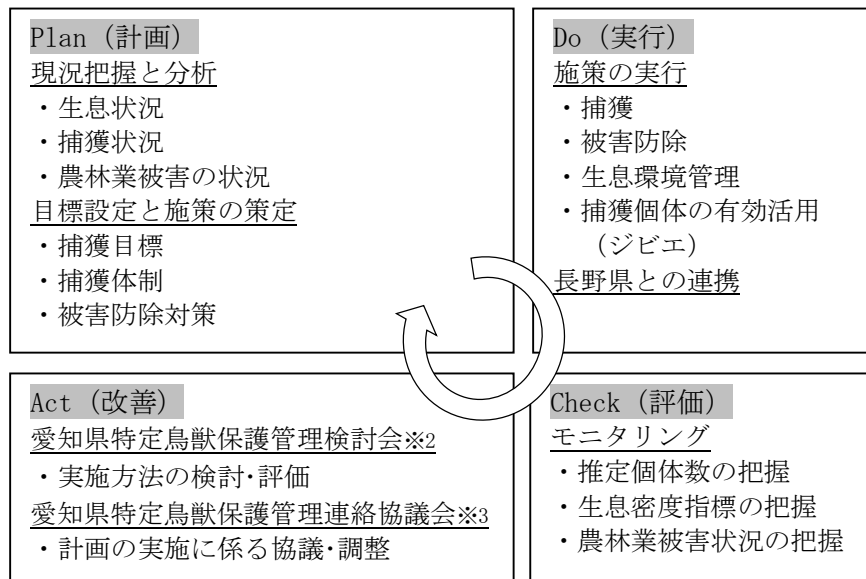 Plan（計画）
現況把握と分析
・生息状況
・捕獲状況
・農林業被害の状況
目標設定と施策の策定
・捕獲目標
・捕獲体制
・被害防除対策
Do（実行）
施策の実行
・捕獲
・被害防除
・生息環境管理
・捕獲個体の有効活用
（ジビエ）
長野県との連携
Act（改善）
愛知県特定鳥獣保護管理検討会※2
・実施方法の検討･評価
愛知県特定鳥獣保護管理連絡協議会※3
・計画の実施に係る協議･調整
Check（評価）
モニタリング
・推定個体数の把握
・生息密度指標の把握
・農林業被害状況の把握